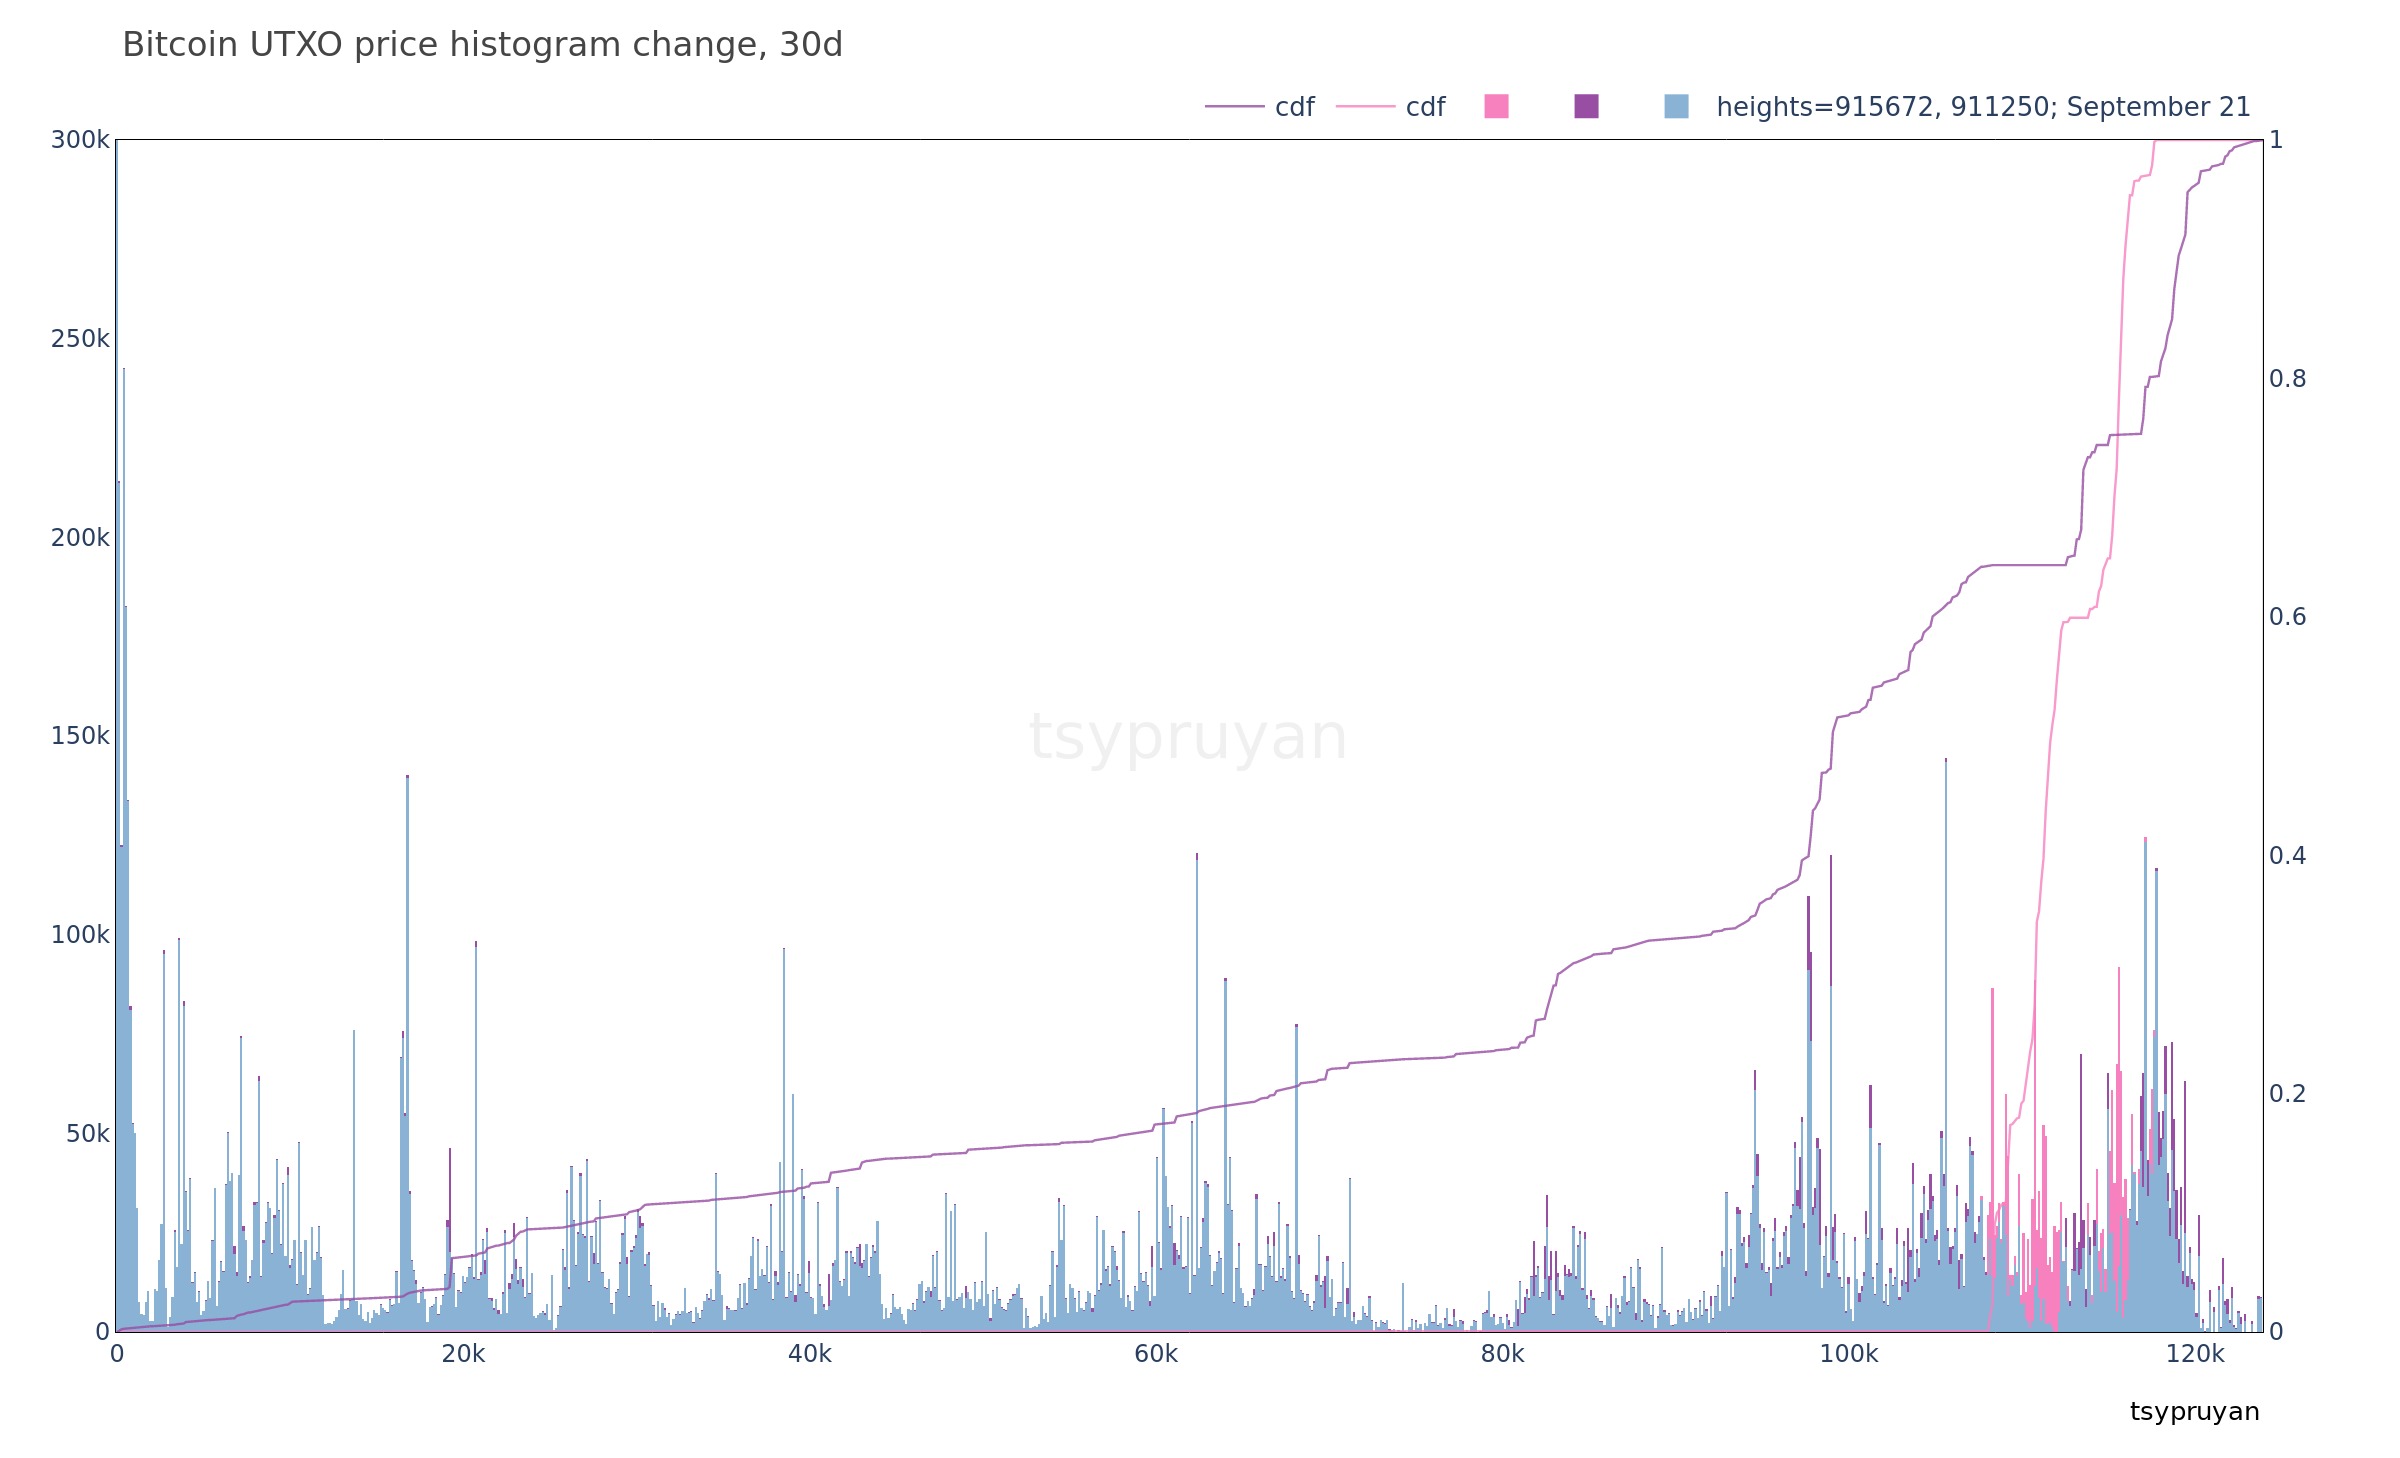 Bitcoin UTXO price histogram change, 30d
cdf cdf heights=915672, 911250; September 21
300k
250k
200k
150k
100k
50k
0
1
0.8
0.6
0.4
0.2
0
tsypruyan
0 20k 40k 60k 80k 100k 120k
tsypruyan